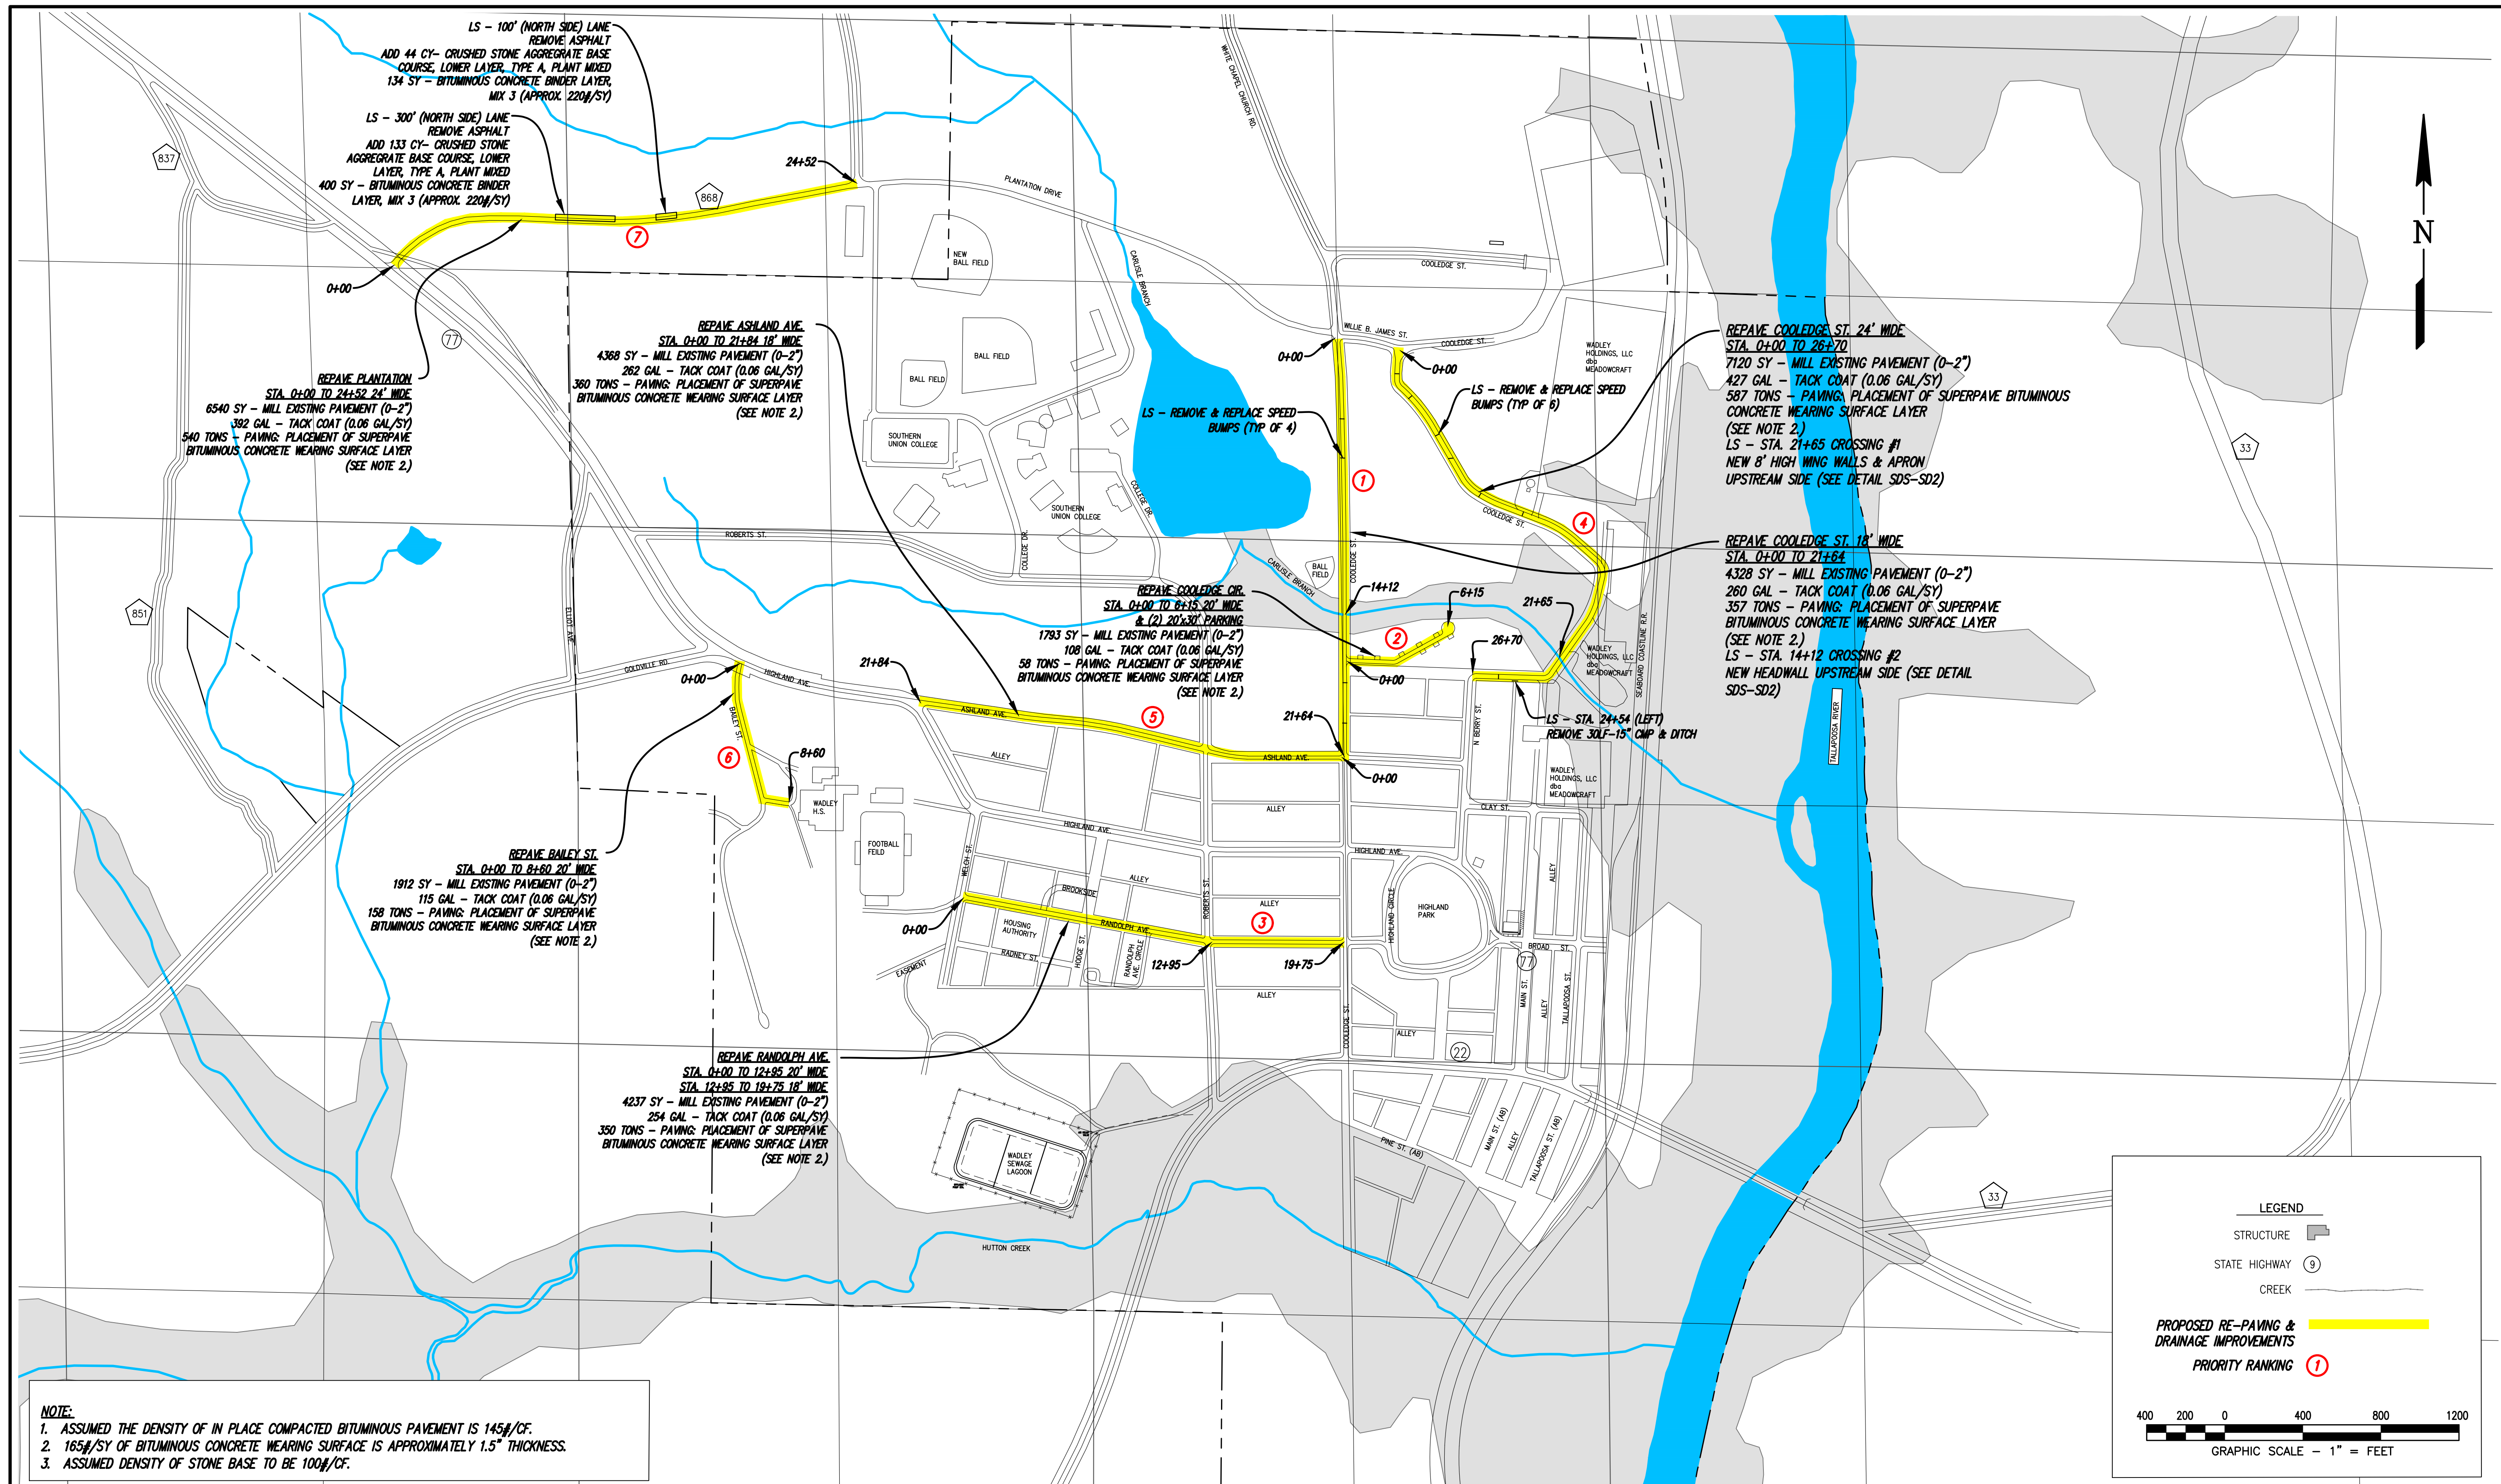 LS – 100' (NORTH SIDE) LANE
REMOVE ASPHALT
ADD 44 CY– CRUSHED STONE AGGREGRATE BASE
COURSE, LOWER LAYER, TYPE A, PLANT MIXED
134 SY – BITUMINOUS CONCRETE BINDER LAYER,
MIX 3 (APPROX. 220#/SY)
LS – 300' (NORTH SIDE) LANE
REMOVE ASPHALT
ADD 133 CY– CRUSHED STONE
AGGREGRATE BASE COURSE, LOWER
LAYER, TYPE A, PLANT MIXED
400 SY – BITUMINOUS CONCRETE BINDER
LAYER, MIX 3 (APPROX. 220#/SY)
837
868
7
24+52
0+00
77
PLANTATION DRIVE
WHITE CHAPEL CHURCH RD.
CARLISLE BRANCH
NEW
BALL FIELD
BALL FIELD
BALL FIELD
COOLEDGE ST.
WILLIE B. JAMES ST.
COOLEDGE ST.
N
33
REPAVE PLANTATION
STA. 0+00 TO 24+52 24' WIDE
6540 SY – MILL EXISTING PAVEMENT (0–2")
392 GAL – TACK COAT (0.06 GAL/SY)
540 TONS – PAVING: PLACEMENT OF SUPERPAVE
BITUMINOUS CONCRETE WEARING SURFACE LAYER
(SEE NOTE 2.)
REPAVE ASHLAND AVE.
STA. 0+00 TO 21+84 18' WIDE
4368 SY – MILL EXISTING PAVEMENT (0–2")
262 GAL – TACK COAT (0.06 GAL/SY)
360 TONS – PAVING: PLACEMENT OF SUPERPAVE
BITUMINOUS CONCRETE WEARING SURFACE LAYER
(SEE NOTE 2.)
0+00
0+00
LS – REMOVE & REPLACE SPEED
BUMPS (TYP OF 4)
LS – REMOVE & REPLACE SPEED
BUMPS (TYP OF 6)
WADLEY
HOLDINGS, LLC
dba
MEADOWCRAFT
REPAVE COOLEDGE ST. 24' WIDE
STA. 0+00 TO 26+70
7120 SY – MILL EXISTING PAVEMENT (0–2")
427 GAL – TACK COAT (0.06 GAL/SY)
587 TONS – PAVING: PLACEMENT OF SUPERPAVE BITUMINOUS
CONCRETE WEARING SURFACE LAYER
(SEE NOTE 2.)
LS – STA. 21+65 CROSSING #1
NEW 8' HIGH WING WALLS & APRON
UPSTREAM SIDE (SEE DETAIL SDS–SD2)
REPAVE COOLEDGE ST. 18' WIDE
STA. 0+00 TO 21+64
4328 SY – MILL EXISTING PAVEMENT (0–2")
260 GAL – TACK COAT (0.06 GAL/SY)
357 TONS – PAVING: PLACEMENT OF SUPERPAVE
BITUMINOUS CONCRETE WEARING SURFACE LAYER
(SEE NOTE 2.)
LS – STA. 14+12 CROSSING #2
NEW HEADWALL UPSTREAM SIDE (SEE DETAIL
SDS–SD2)
SOUTHERN
UNION COLLEGE
SOUTHERN
UNION COLLEGE
COLLEGE DR.
COLLEGE DR.
ROBERTS ST.
1
4
COOLEDGE ST.
COOLEDGE ST.
BALL
FIELD
CARLISLE BRANCH
REPAVE COOLEDGE CIR.
STA. 0+00 TO 6+15 20' WIDE
& (2) 20'x30' PARKING
1793 SY – MILL EXISTING PAVEMENT (0–2")
108 GAL – TACK COAT (0.06 GAL/SY)
58 TONS – PAVING: PLACEMENT OF SUPERPAVE
BITUMINOUS CONCRETE WEARING SURFACE LAYER
(SEE NOTE 2.)
14+12
6+15
21+65
2
26+70
0+00
21+64
0+00
WADLEY
HOLDINGS, LLC
dba
MEADOWCRAFT
SEABOARD COASTLINE R.R.
TALLAPOOSA RIVER
LS – STA. 24+54 (LEFT)
REMOVE 30LF–15" CMP & DITCH
N BERRY ST.
851
ELLIOT AVE.
GOLDVILLE RD.
0+00
HIGHLAND AVE.
BAILEY ST.
6
8+60
WADLEY
H.S.
21+84
ASHLAND AVE.
5
ASHLAND AVE.
ALLEY
ALLEY
WADLEY
HOLDINGS, LLC
dba
MEADOWCRAFT
CLAY ST.
REPAVE BAILEY ST.
STA. 0+00 TO 8+60 20' WIDE
1912 SY – MILL EXISTING PAVEMENT (0–2")
115 GAL – TACK COAT (0.06 GAL/SY)
158 TONS – PAVING: PLACEMENT OF SUPERPAVE
BITUMINOUS CONCRETE WEARING SURFACE LAYER
(SEE NOTE 2.)
FOOTBALL
FEILD
WELCH ST.
HIGHLAND AVE.
HIGHLAND AVE.
ALLEY
ALLEY
BROOKSIDE
ROBERTS ST.
ALLEY
0+00
HOUSING
AUTHORITY
RANDOLPH AVE.
3
RADNEY ST.
HODGE ST.
RANDOLPH
AVE. CIRCLE
12+95
19+75
EASEMENT
HIGHLAND CIRCLE
HIGHLAND
PARK
BROAD ST.
77
MAIN ST.
ALLEY
TALLAPOOSA ST.
ALLEY
COOLEDGE ST.
ALLEY
22
REPAVE RANDOLPH AVE.
STA. 0+00 TO 12+95 20' WIDE
STA. 12+95 TO 19+75 18' WIDE
4237 SY – MILL EXISTING PAVEMENT (0–2")
254 GAL – TACK COAT (0.06 GAL/SY)
350 TONS – PAVING: PLACEMENT OF SUPERPAVE
BITUMINOUS CONCRETE WEARING SURFACE LAYER
(SEE NOTE 2.)
WADLEY
SEWAGE
LAGOON
PINE ST. (AB)
MAIN ST. (AB)
ALLEY
TALLAPOOSA ST. (AB)
HUTTON CREEK
33
LEGEND
STRUCTURE
STATE HIGHWAY 9
CREEK
PROPOSED RE–PAVING &
DRAINAGE IMPROVEMENTS
PRIORITY RANKING 1
400 200 0 400 800 1200
GRAPHIC SCALE – 1" = FEET
NOTE:
1. ASSUMED THE DENSITY OF IN PLACE COMPACTED BITUMINOUS PAVEMENT IS 145#/CF.
2. 165#/SY OF BITUMINOUS CONCRETE WEARING SURFACE IS APPROXIMATELY 1.5" THICKNESS.
3. ASSUMED DENSITY OF STONE BASE TO BE 100#/CF.